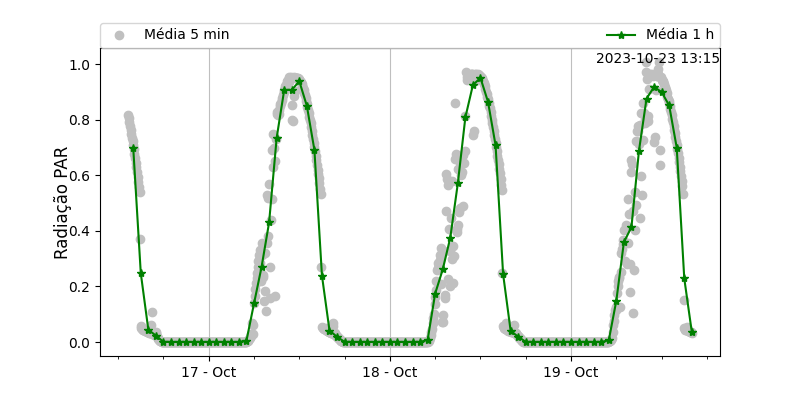 Média 5 min
Média 1 h
2023-10-23 13:15
1.0
0.8
0.6
0.4
0.2
0.0
Radiação PAR
17 - Oct
18 - Oct
19 - Oct